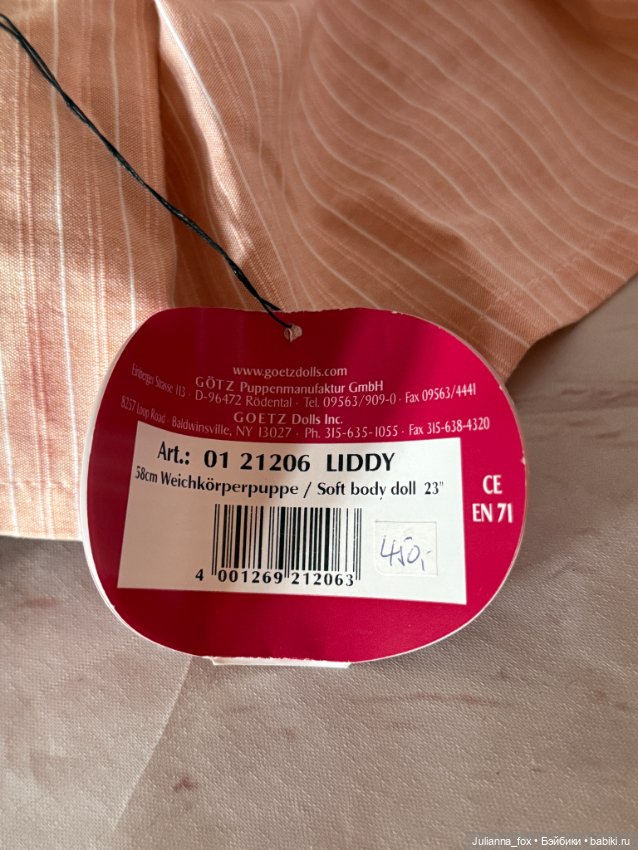 www.goetzdolls.com
GÖTZ Puppenmanufaktur GmbH
Einberger Strasse 113 · D-96472 Rödental · Tel. 09563/909-0 · Fax 09563/4441
GOETZ Dolls Inc.
8257 Loop Road · Baldwinsville, NY 13027 · Ph. 315-635-1055 · Fax 315-638-4320
Art.: 01 21206 LIDDY
58cm Weichkörperpuppe / Soft body doll 23"
CE
EN 71
450,-
4 001269 212063
Julianna_fox • Бэйбики • babiki.ru